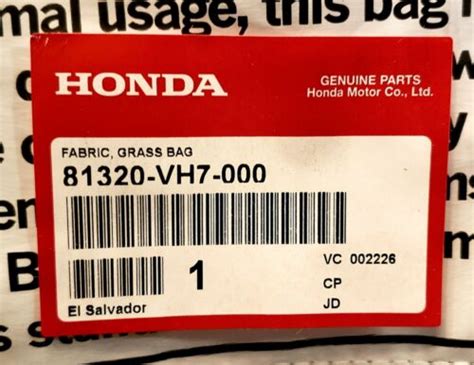 mal usage, this bag
HONDA
GENUINE PARTS
Honda Motor Co., Ltd.
FABRIC, GRASS BAG
81320-VH7-000
1
VC 002226
CP
El Salvador
JD